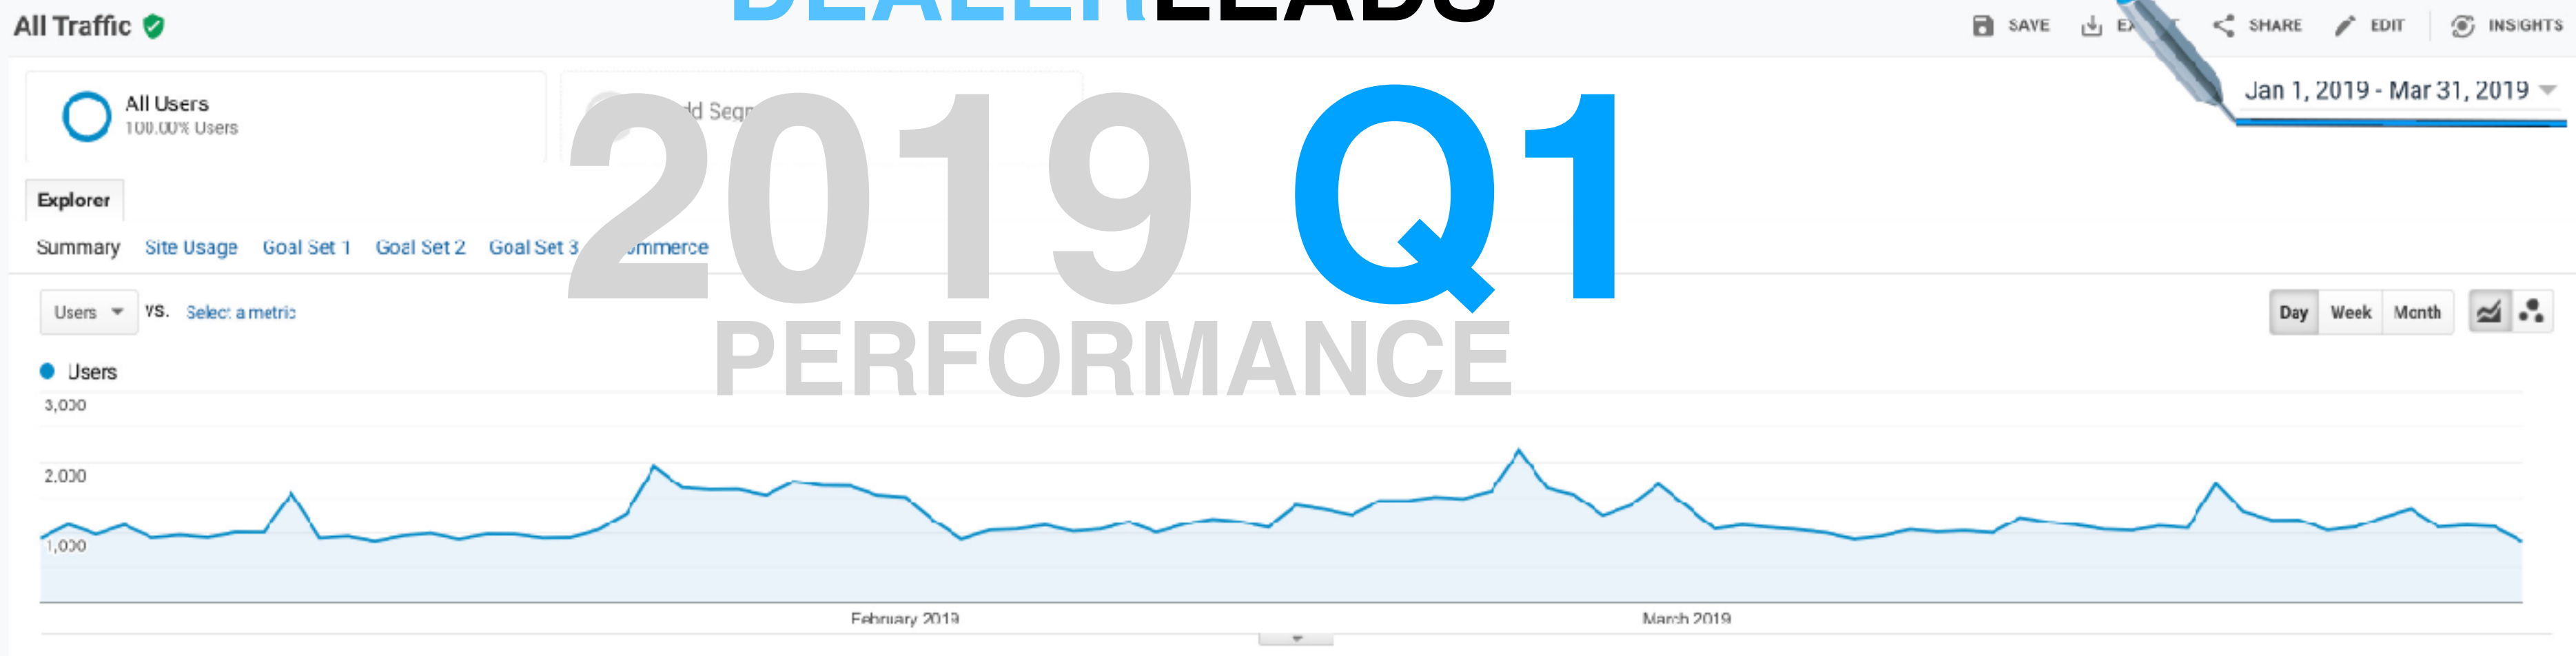 DEALERLEADS
All Traffic
SAVE
SHARE
EDIT
INSIGHTS
Jan 1, 2019 - Mar 31, 2019
All Users
100.00% Users
2019 Q1
PERFORMANCE
Explorer
Summary Site Usage Goal Set 1 Goal Set 2 Goal Set 3
Users VS. Select a metric
Day Week Month
Users
3,000
2,000
1,000
February 2019 March 2019